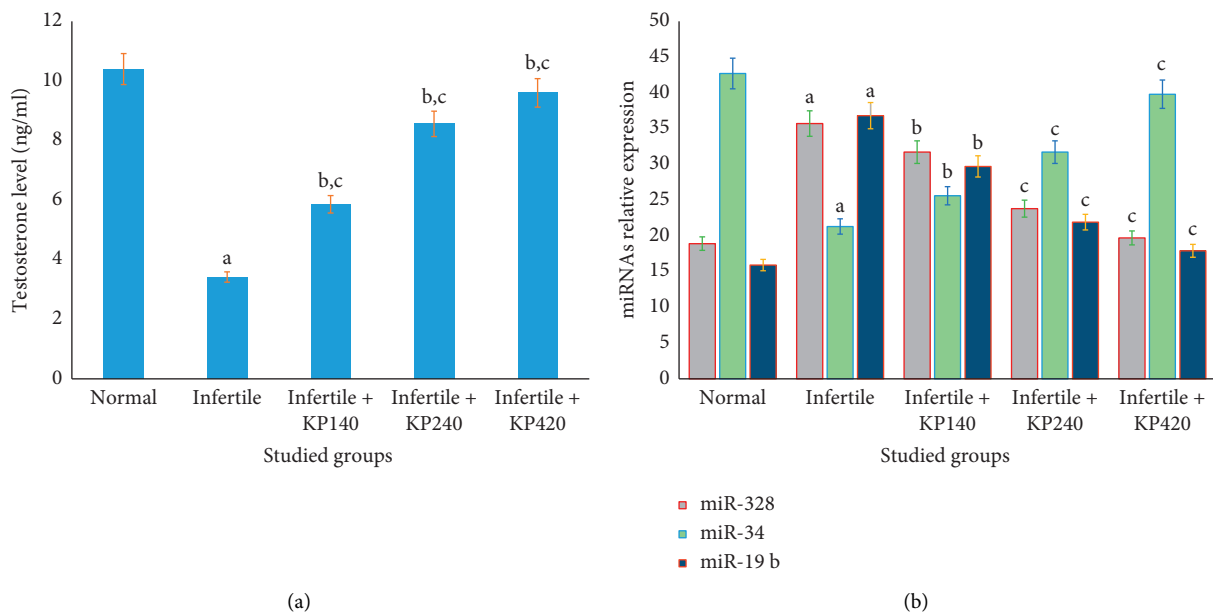 12
10
8
6
4
2
0
Testosterone level (ng/ml)
a
b,c
b,c
b,c
Normal
Infertile
Infertile +
KP140
Infertile +
KP240
Infertile +
KP420
Studied groups
(a)
50
45
40
35
30
25
20
15
10
5
0
miRNAs relative expression
a
a
a
b
b
b
c
c
c
c
c
c
Normal
Infertile
Infertile +
KP140
Infertile +
KP240
Infertile +
KP420
Studied groups
miR-328
miR-34
miR-19 b
(b)